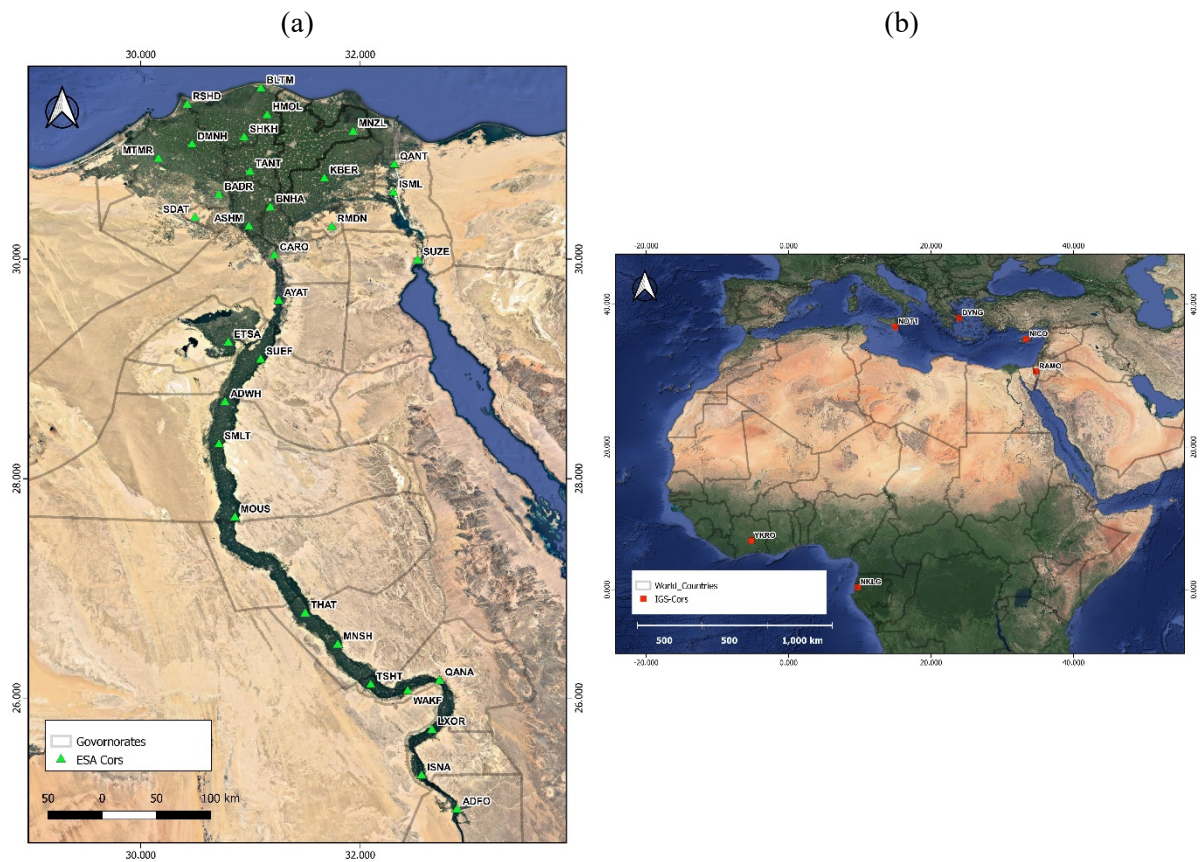 (a)
(b)
30.000
32.000
BLTM
RSHD
HMOL
MNZL
SHKH
DMNH
MTMR
QANT
TANT
KBER
ISML
BADR
BNHA
SDAT
ASHM
RMDN
CARO
SUZE
30.000
30.000
AYAT
ETSA
SUEF
ADWH
SMLT
28.000
28.000
MOUS
THAT
MNSH
QANA
TSHT
WAKF
26.000
26.000
LXOR
ISNA
ADFO
Govornorates
ESA Cors
50 0 50 100 km
30.000
32.000
-20.000
0.000
20.000
40.000
40.000
40.000
NOT1
DYNG
NICO
RAMO
20.000
20.000
YKRO
NKLG
0.000
0.000
World_Countries
IGS-Cors
500 500 1,000 km
-20.000
0.000
20.000
40.000